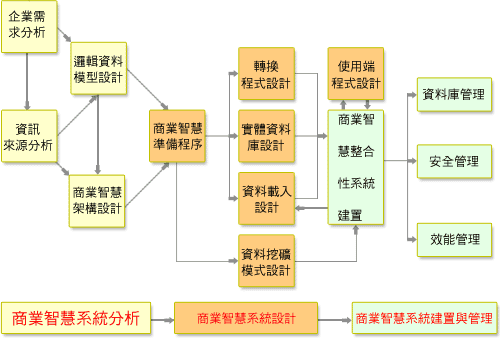 企業需
求分析
邏輯資料
模型設計
資訊
來源分析
商業智慧
架構設計
商業智慧
準備程序
轉換
程式設計
實體資料
庫設計
資料載入
設計
資料挖礦
模式設計
使用端
程式設計
商業智
慧整合
性系統
建置
資料庫管理
安全管理
效能管理
商業智慧系統分析
商業智慧系統設計
商業智慧系統建置與管理